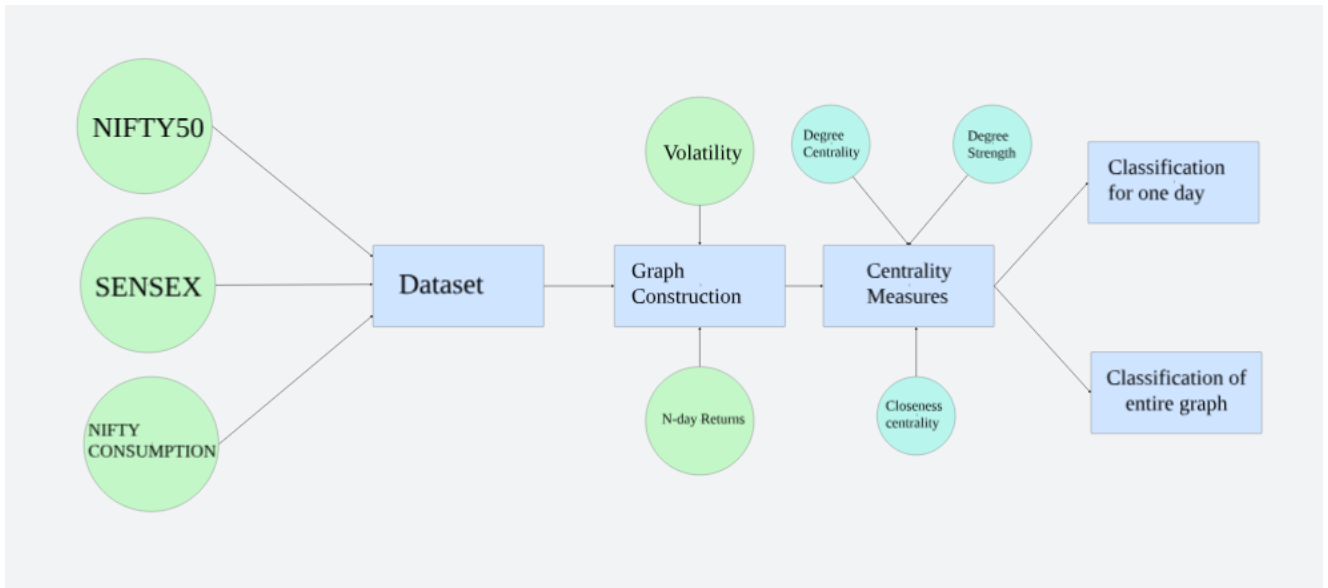 NIFTY50
SENSEX
NIFTY
CONSUMPTION
Dataset
Volatility
Graph
Construction
N-day Returns
Degree
Centrality
Degree
Strength
Centrality
Measures
Closeness
centrality
Classification
for one day
Classification of
entire graph